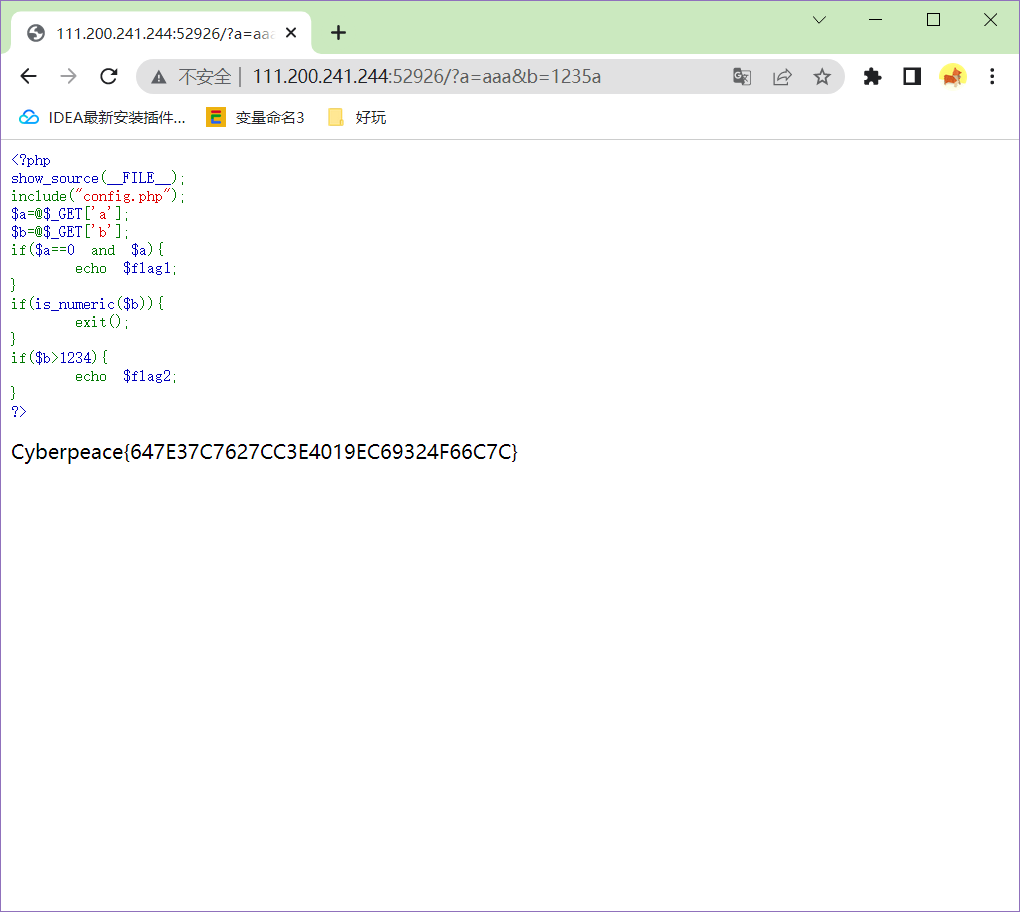 111.200.241.244:52926/?a=aaa
不安全 | 111.200.241.244:52926/?a=aaa&b=1235a
IDEA最新安装插件... 变量命名3 好玩
<?php
show_source(__FILE__);
include("config.php");
$a=@$_GET['a'];
$b=@$_GET['b'];
if($a==0 and $a){
echo $flag1;
}
if(is_numeric($b)){
exit();
}
if($b>1234){
echo $flag2;
}
?>
Cyberpeace{647E37C7627CC3E4019EC69324F66C7C}